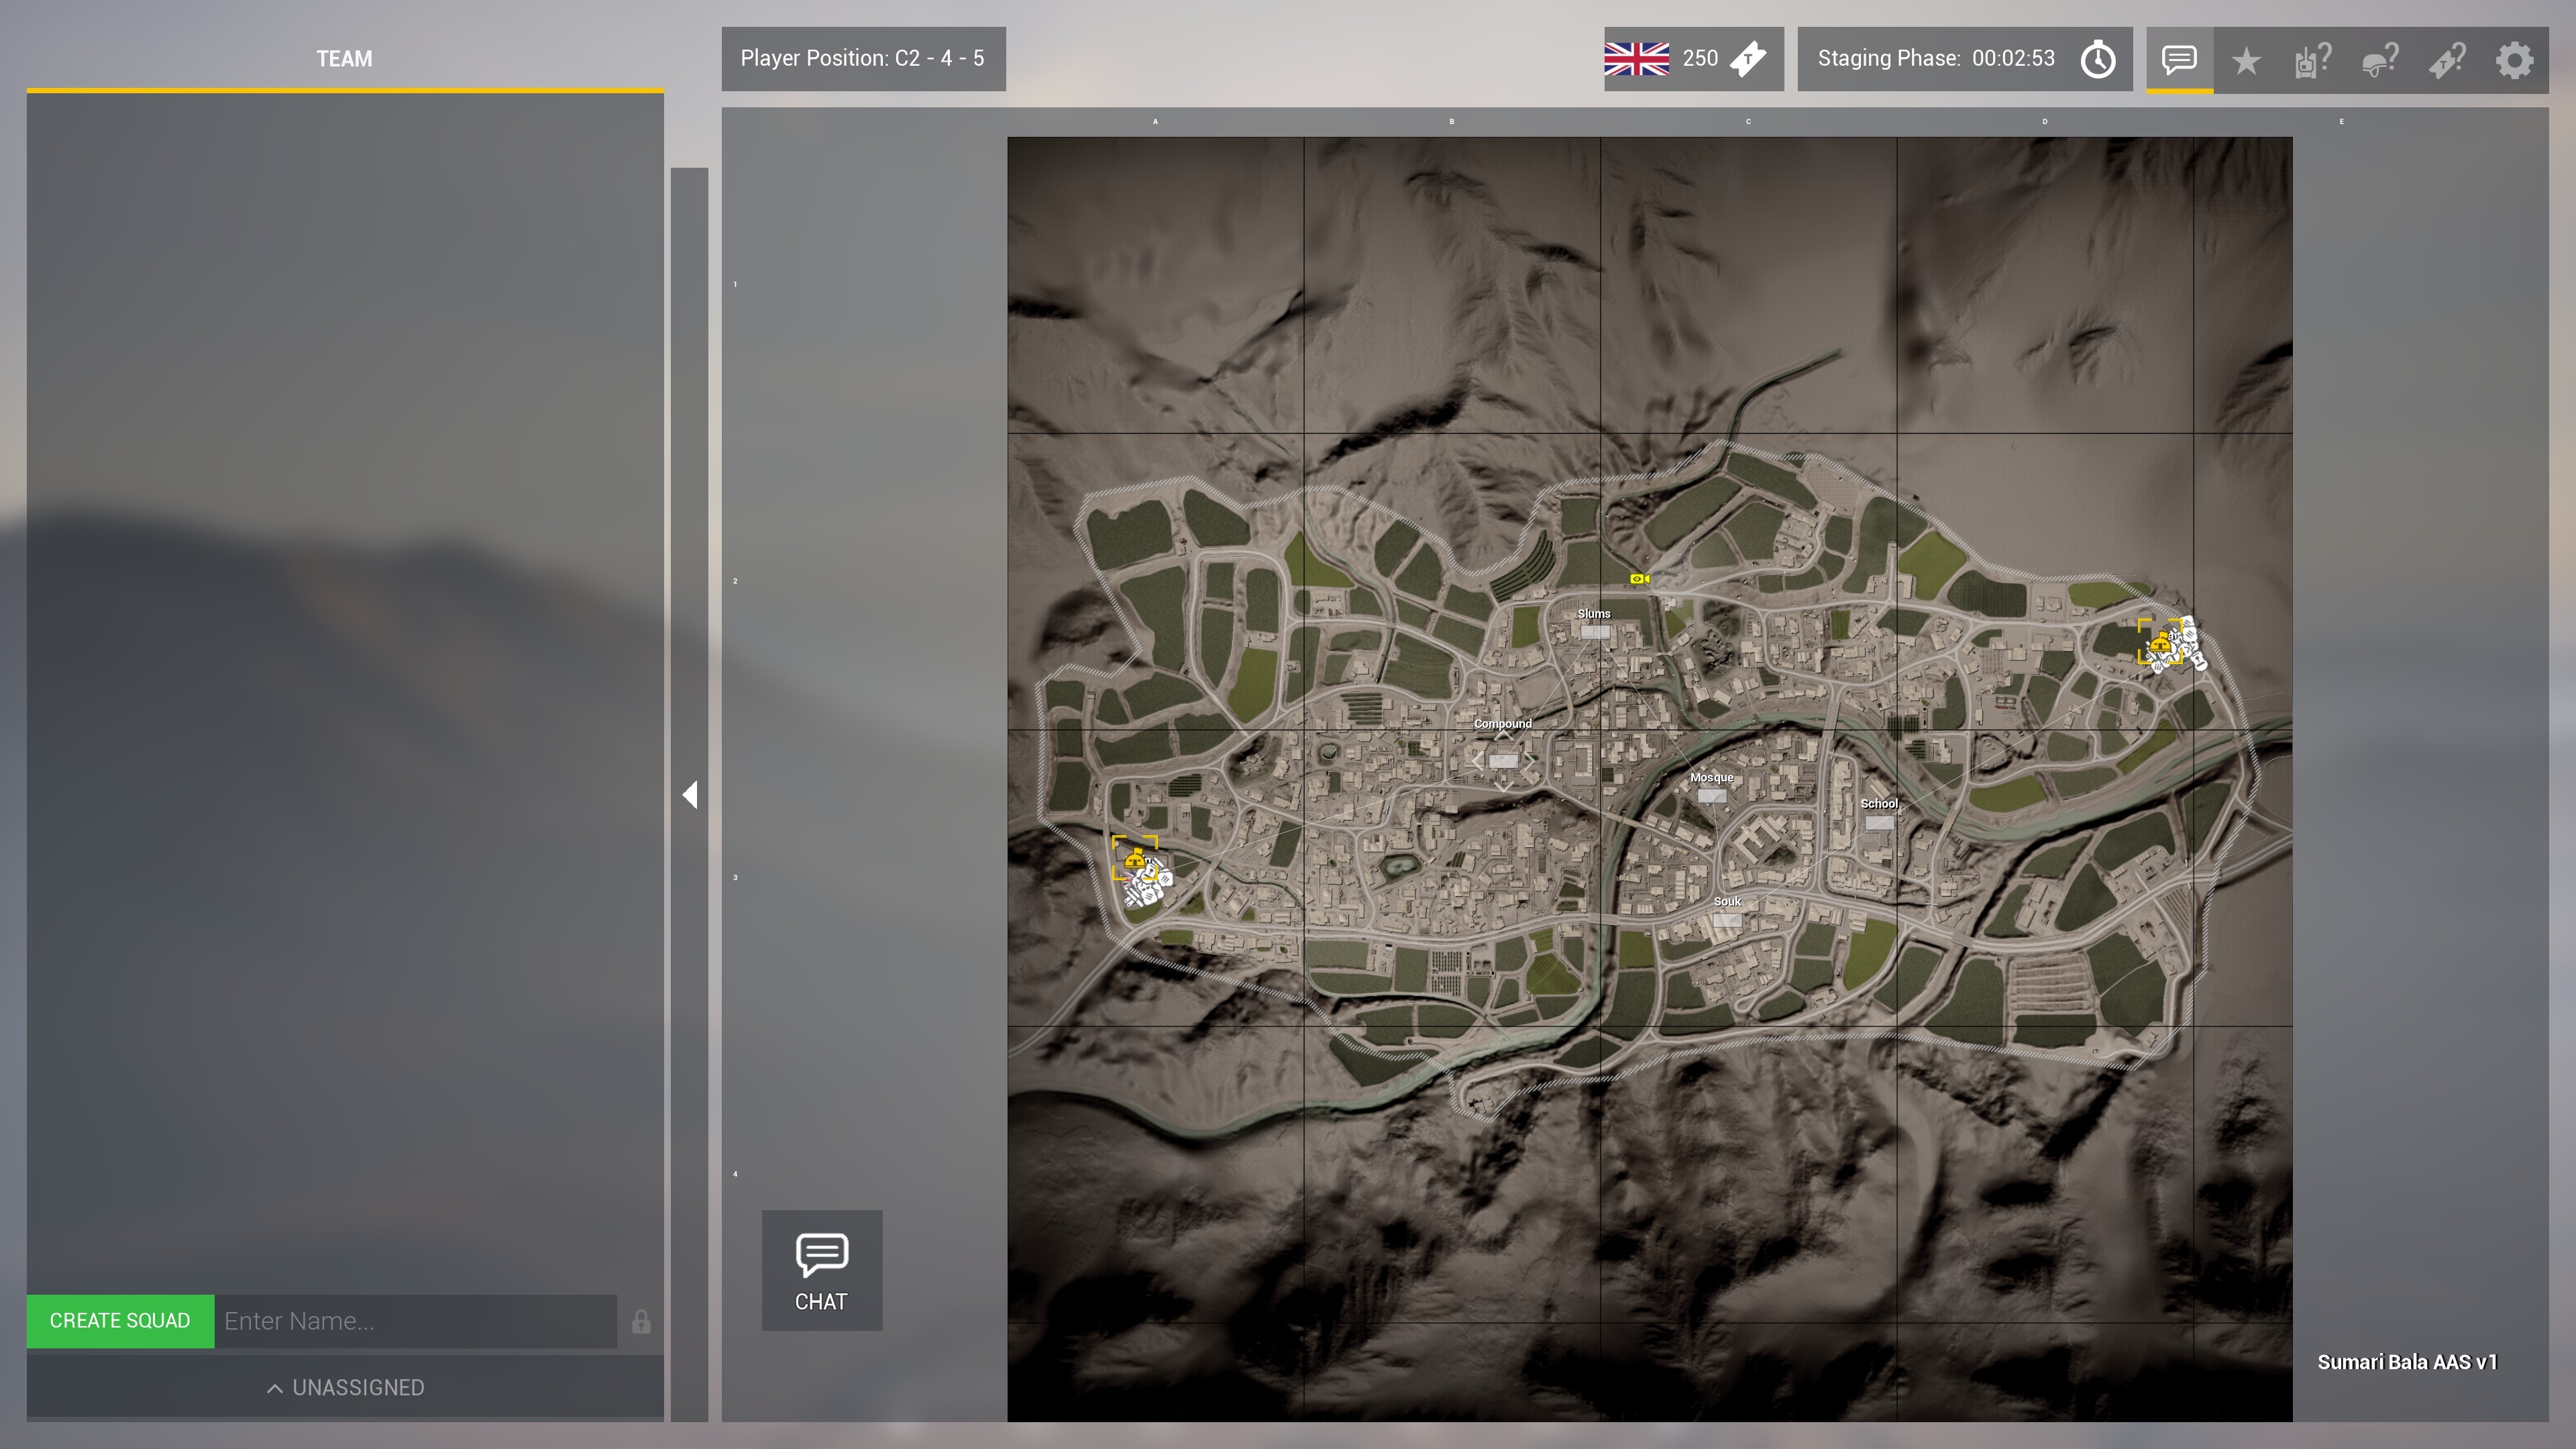 TEAM
Player Position: C2 - 4 - 5
250
Staging Phase: 00:02:53
A
B
C
D
E
1
2
3
4
Slums
Compound
Mosque
School
Souk
CHAT
CREATE SQUAD
Enter Name...
UNASSIGNED
Sumari Bala AAS v1